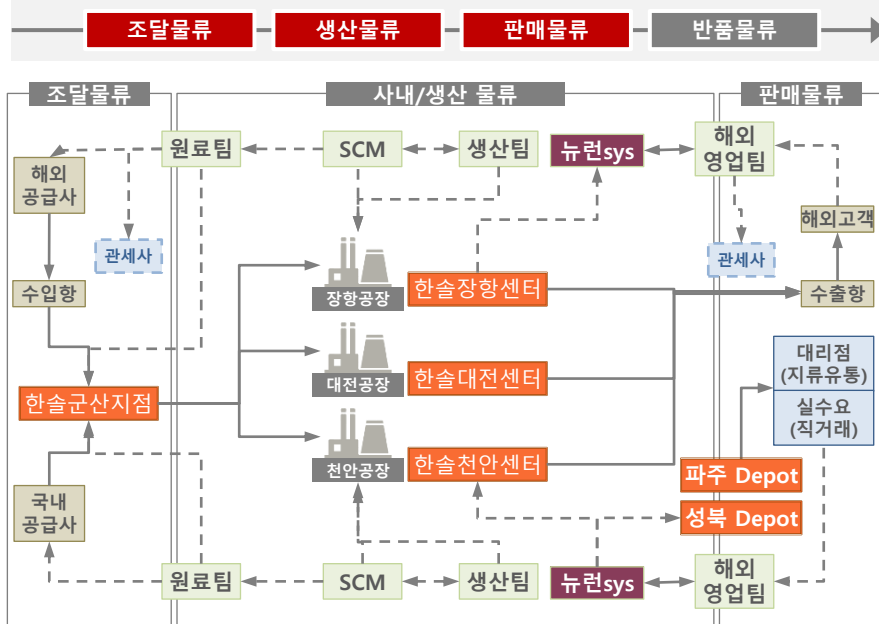 조달물류
생산물류
판매물류
반품물류
조달물류
사내/생산 물류
판매물류
원료팀
SCM
생산팀
뉴런sys
해외
영업팀
해외
공급사
관세사
해외고객
관세사
수입항
장항공장
한솔장항센터
수출항
대전공장
한솔대전센터
대리점
(지류유통)
실수요
(직거래)
한솔군산지점
천안공장
한솔천안센터
파주 Depot
국내
공급사
성북 Depot
원료팀
SCM
생산팀
뉴런sys
해외
영업팀